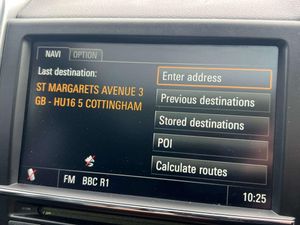 NAVI OPTION
Last destination:
ST MARGARETS AVENUE 3
GB - HU16 5 COTTINGHAM
Enter address
Previous destinations
Stored destinations
POI
Calculate routes
FM BBC R1
10:25